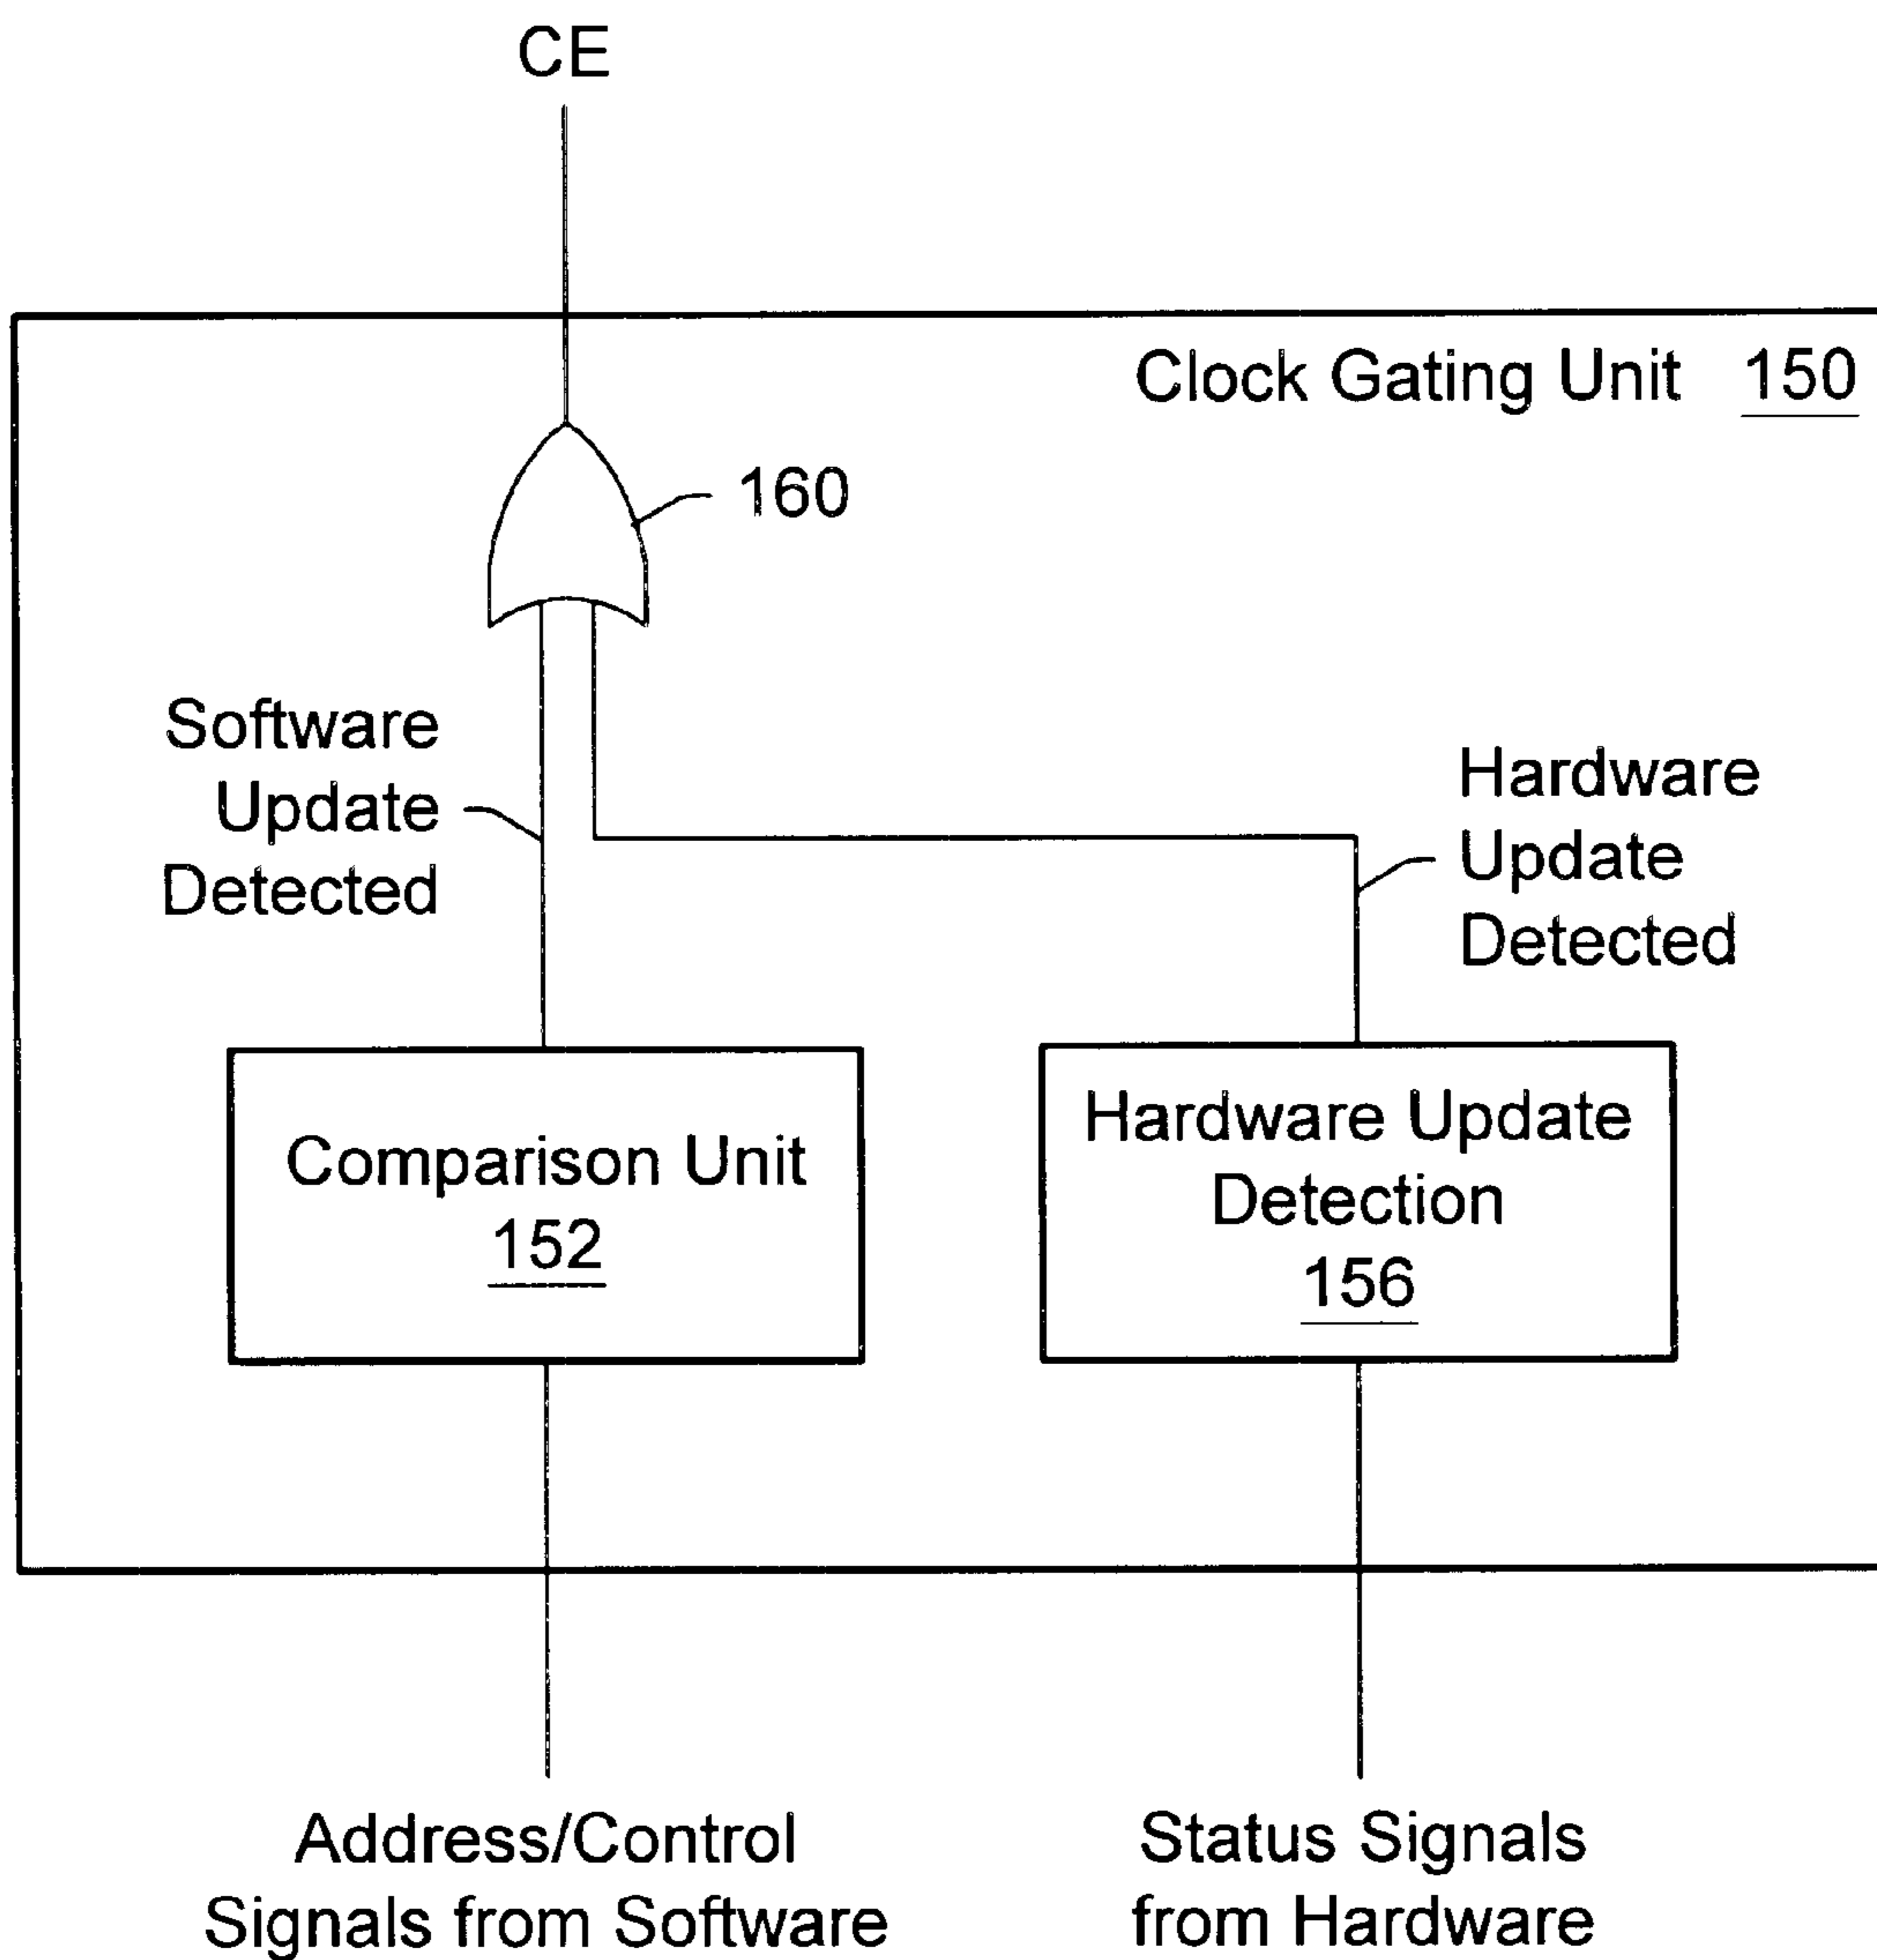 CE
Clock Gating Unit 150
160
Software
Update
Detected
Hardware
Update
Detected
Comparison Unit
152
Hardware Update
Detection
156
Address/Control
Signals from Software
Status Signals
from Hardware